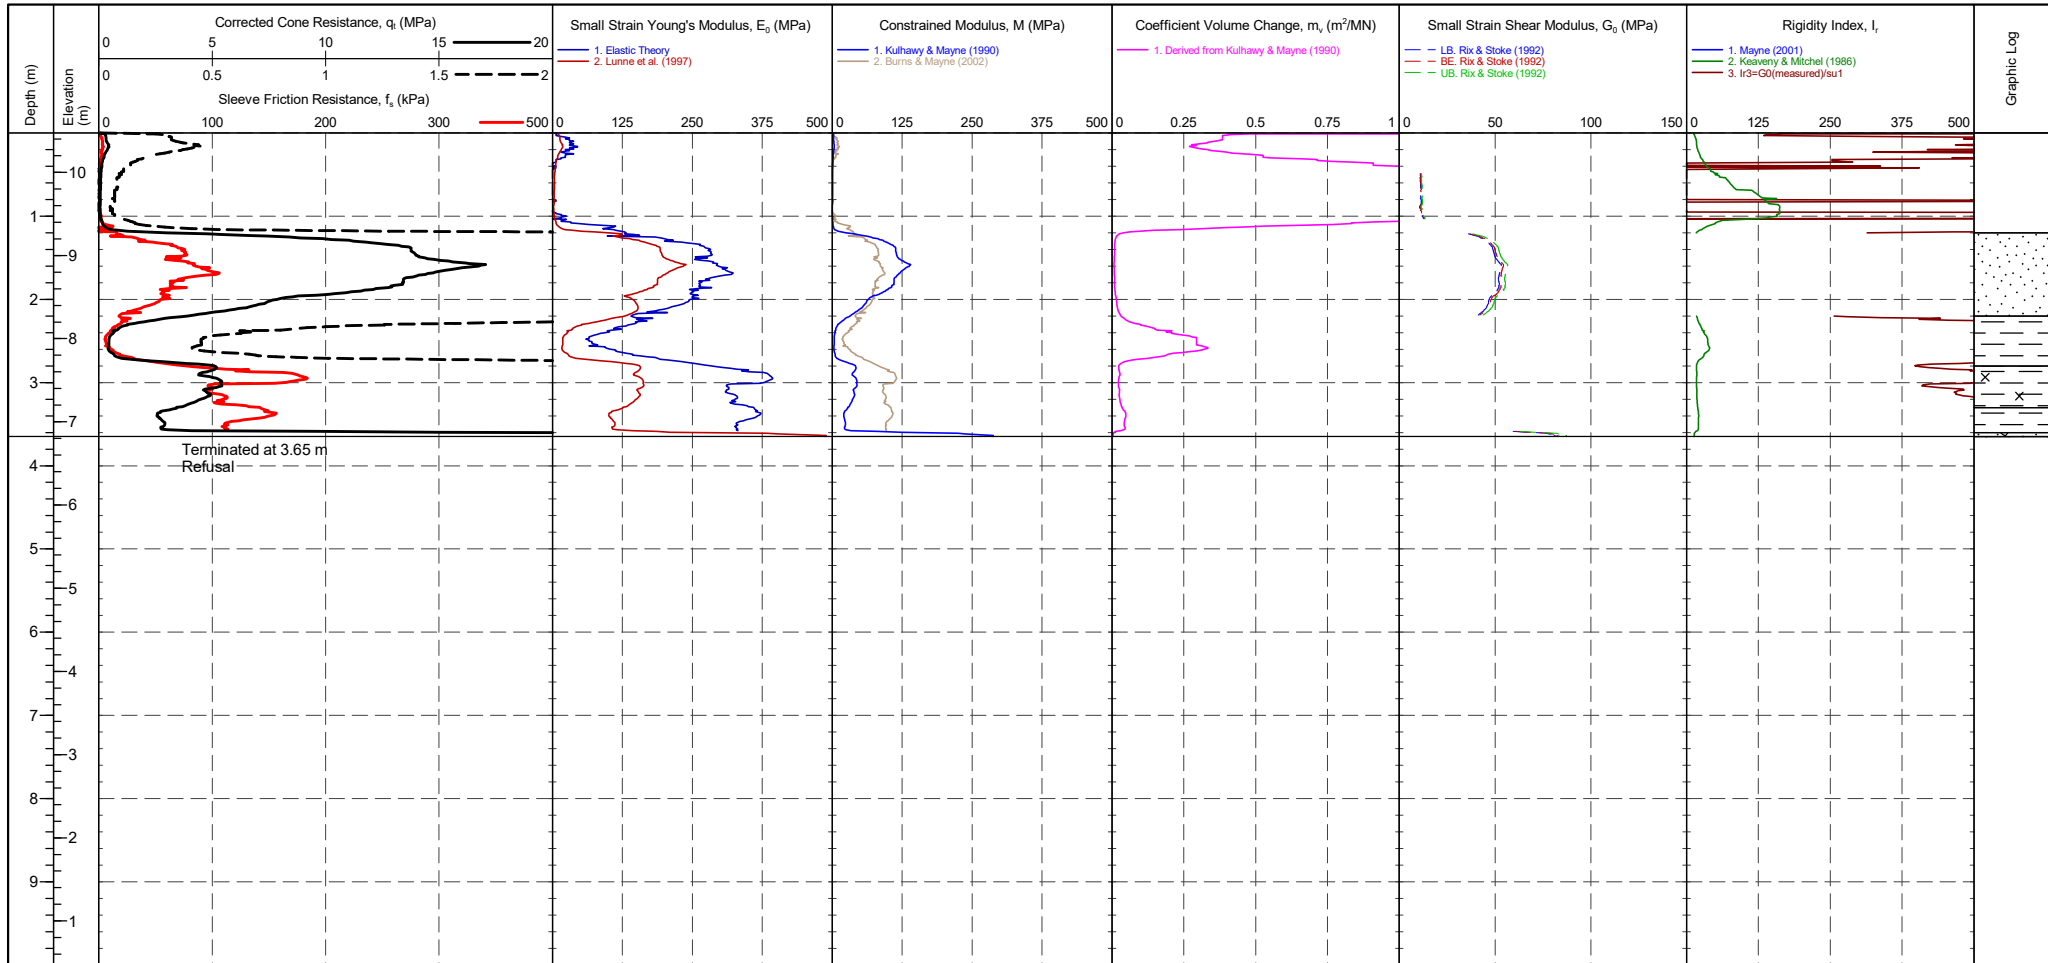 Corrected Cone Resistance, qt (MPa)
0 5 10 15 20
0 0.5 1 1.5 2
Sleeve Friction Resistance, fs (kPa)
0 100 200 300 500
Small Strain Young's Modulus, E0 (MPa)
1. Elastic Theory
2. Lunne et al. (1997)
0 125 250 375 500
Constrained Modulus, M (MPa)
1. Kulhawy & Mayne (1990)
2. Burns & Mayne (2002)
0 125 250 375 500
Coefficient Volume Change, mv (m²/MN)
1. Derived from Kulhawy & Mayne (1990)
0 0.25 0.5 0.75 1
Small Strain Shear Modulus, G0 (MPa)
LB. Rix & Stoke (1992)
BE. Rix & Stoke (1992)
UB. Rix & Stoke (1992)
0 50 100 150
Rigidity Index, Ir
1. Mayne (2001)
2. Keaveny & Mitchel (1986)
3. Ir3=G0(measured)/su1
0 125 250 375 500
Depth (m)
Elevation
(m)
Graphic Log
10
1
9
2
8
3
7
Terminated at 3.65 m
Refusal
4
6
5
5
6
4
7
3
8
2
9
1